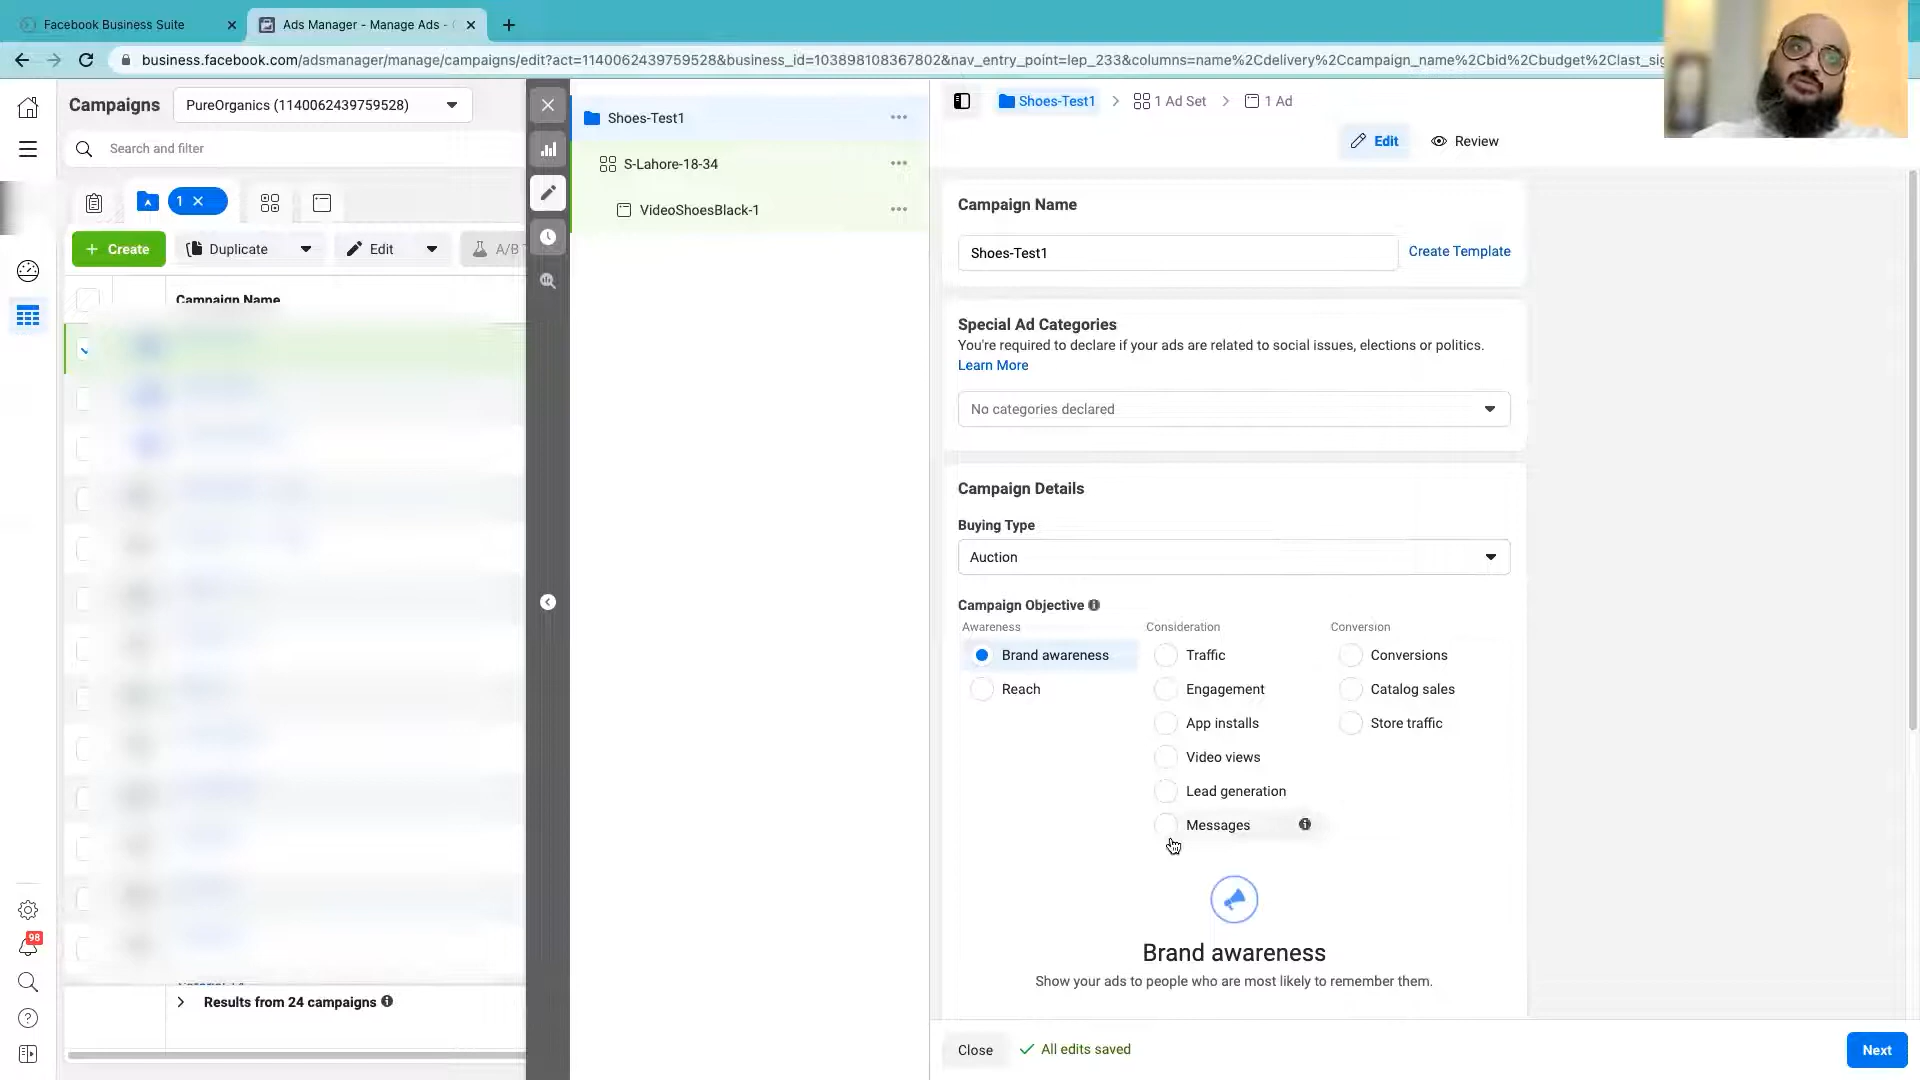 Facebook Business Suite
Ads Manager - Manage Ads -
business.facebook.com/adsmanager/manage/campaigns/edit?act=1140062439759528&business_id=103898108367802&nav_entry_point=lep_233&columns=name%2Cdelivery%2Ccampaign_name%2Cbid%2Cbudget%2Clast_sig
Campaigns
PureOrganics (1140062439759528)
Search and filter
1
Create
Duplicate
Edit
A/B
Campaign Name
Results from 24 campaigns
98
Shoes-Test1
S-Lahore-18-34
VideoShoesBlack-1
Shoes-Test1
1 Ad Set
1 Ad
Edit
Review
Campaign Name
Shoes-Test1
Create Template
Special Ad Categories
You're required to declare if your ads are related to social issues, elections or politics.
Learn More
No categories declared
Campaign Details
Buying Type
Auction
Campaign Objective
Awareness
Consideration
Conversion
Brand awareness
Traffic
Conversions
Reach
Engagement
Catalog sales
App installs
Store traffic
Video views
Lead generation
Messages
Brand awareness
Show your ads to people who are most likely to remember them.
Close
All edits saved
Next